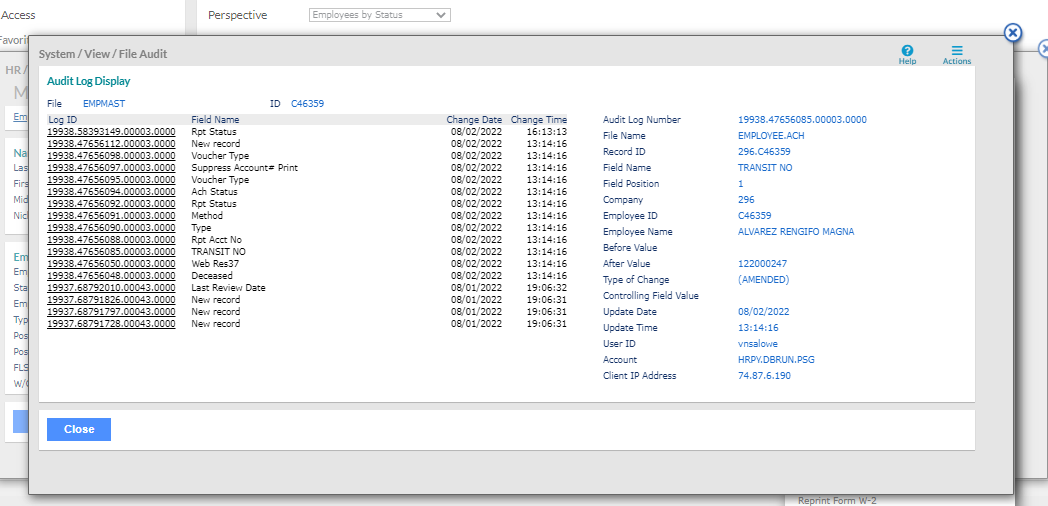 Access
Perspective Employees by Status
Favorit
System / View / File Audit
Help Actions
HR /
M
Em
Na
Las
Firs
Mid
Nic
Em
Em
Sta
Em
Typ
Pos
Pos
FLS
W/C
Audit Log Display
File EMPMAST ID C46359
Log ID Field Name Change Date Change Time
19938.58393149.00003.0000 Rpt Status 08/02/2022 16:13:13
19938.47656112.00003.0000 New record 08/02/2022 13:14:16
19938.47656098.00003.0000 Voucher Type 08/02/2022 13:14:16
19938.47656097.00003.0000 Suppress Account# Print 08/02/2022 13:14:16
19938.47656095.00003.0000 Voucher Type 08/02/2022 13:14:16
19938.47656094.00003.0000 Ach Status 08/02/2022 13:14:16
19938.47656092.00003.0000 Rpt Status 08/02/2022 13:14:16
19938.47656091.00003.0000 Method 08/02/2022 13:14:16
19938.47656090.00003.0000 Type 08/02/2022 13:14:16
19938.47656088.00003.0000 Rpt Acct No 08/02/2022 13:14:16
19938.47656085.00003.0000 TRANSIT NO 08/02/2022 13:14:16
19938.47656050.00003.0000 Web Res37 08/02/2022 13:14:16
19938.47656048.00003.0000 Deceased 08/02/2022 13:14:16
19937.68792010.00043.0000 Last Review Date 08/01/2022 19:06:32
19937.68791826.00043.0000 New record 08/01/2022 19:06:31
19937.68791797.00043.0000 New record 08/01/2022 19:06:31
19937.68791728.00043.0000 New record 08/01/2022 19:06:31
Audit Log Number 19938.47656085.00003.0000
File Name EMPLOYEE.ACH
Record ID 296.C46359
Field Name TRANSIT NO
Field Position 1
Company 296
Employee ID C46359
Employee Name ALVAREZ RENGIFO MAGNA
Before Value
After Value 122000247
Type of Change (AMENDED)
Controlling Field Value
Update Date 08/02/2022
Update Time 13:14:16
User ID vnsalowe
Account HRPY.DBRUN.PSG
Client IP Address 74.87.6.190
Close
Reprint Form W-2